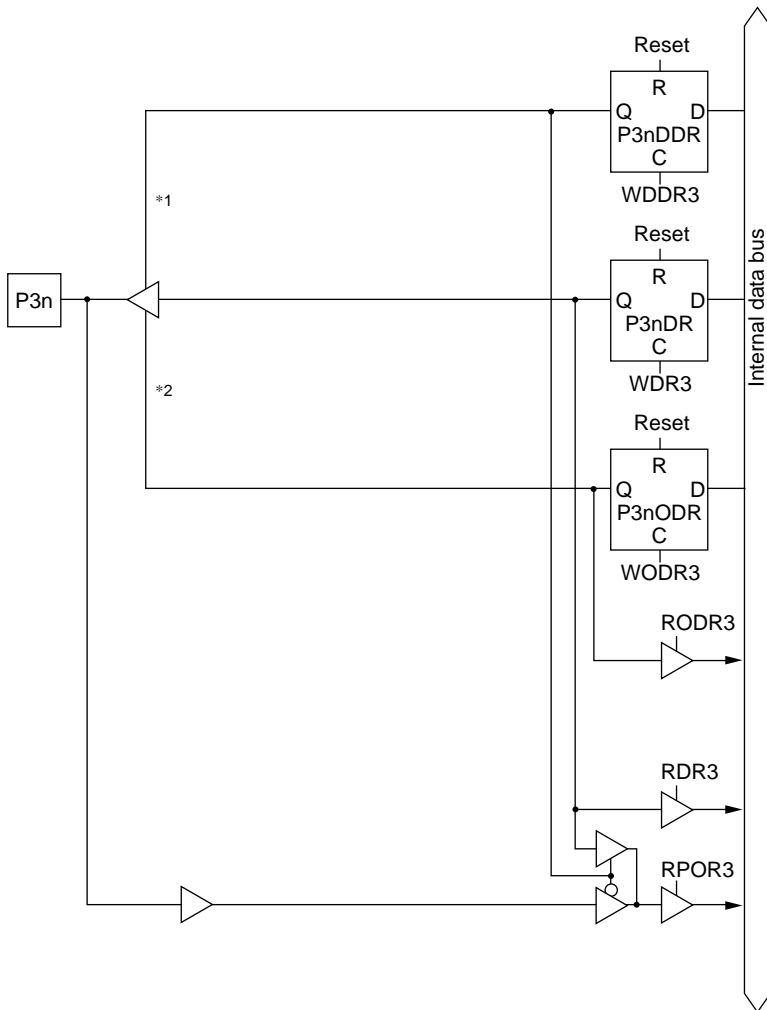 Reset
R
Q D
P3nDDR
C
WDDR3
*1
Reset
R
P3n
Q D
P3nDR
C
WDR3
Internal data bus
*2
Reset
R
Q D
P3nODR
C
WODR3
RODR3
RDR3
RPOR3